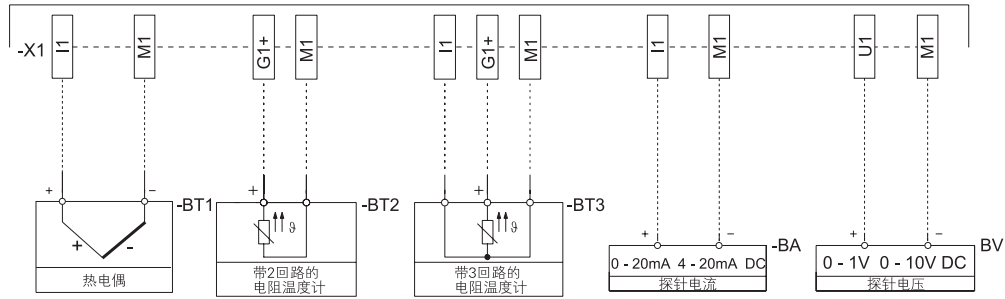 -X1 I1 M1 G1+ M1 I1 G1+ M1 I1 M1 U1 M1
+ - + + + - + -
-BT1 -BT2 -BT3 -BA BV
+ - ϑ ϑ
0 - 20mA 4 - 20mA DC 0 - 1V 0 - 10V DC
热电偶
带2回路的
电阻温度计
带3回路的
电阻温度计
探针电流
探针电压